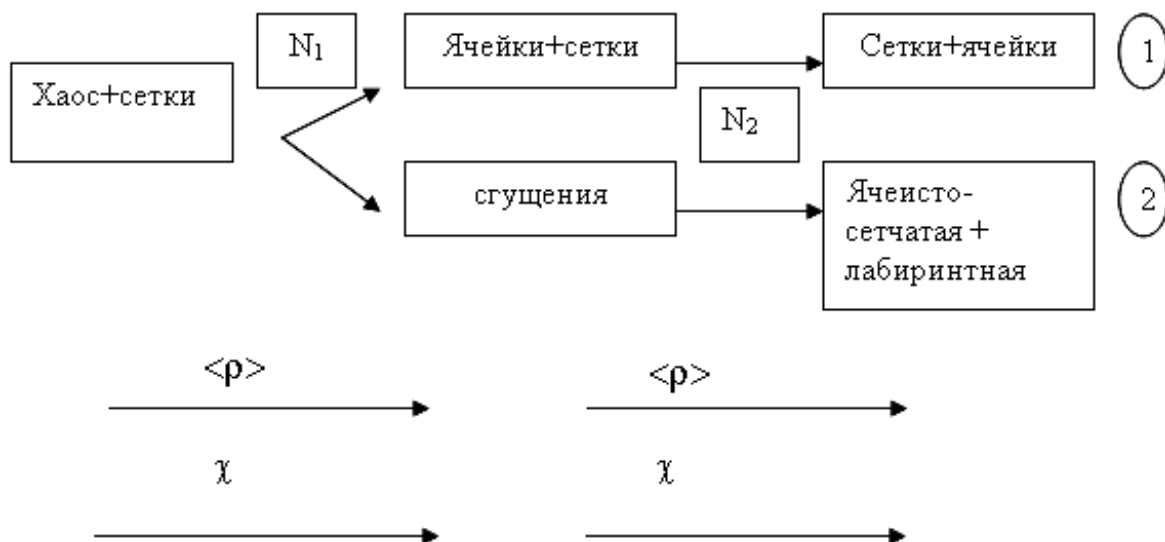 N₁
Ячейки+сетки
Сетки+ячейки
1
Хаос+сетки
N₂
сгущения
Ячеисто-
сетчатая +
лабиринтная
2
<ρ>
<ρ>
χ
χ